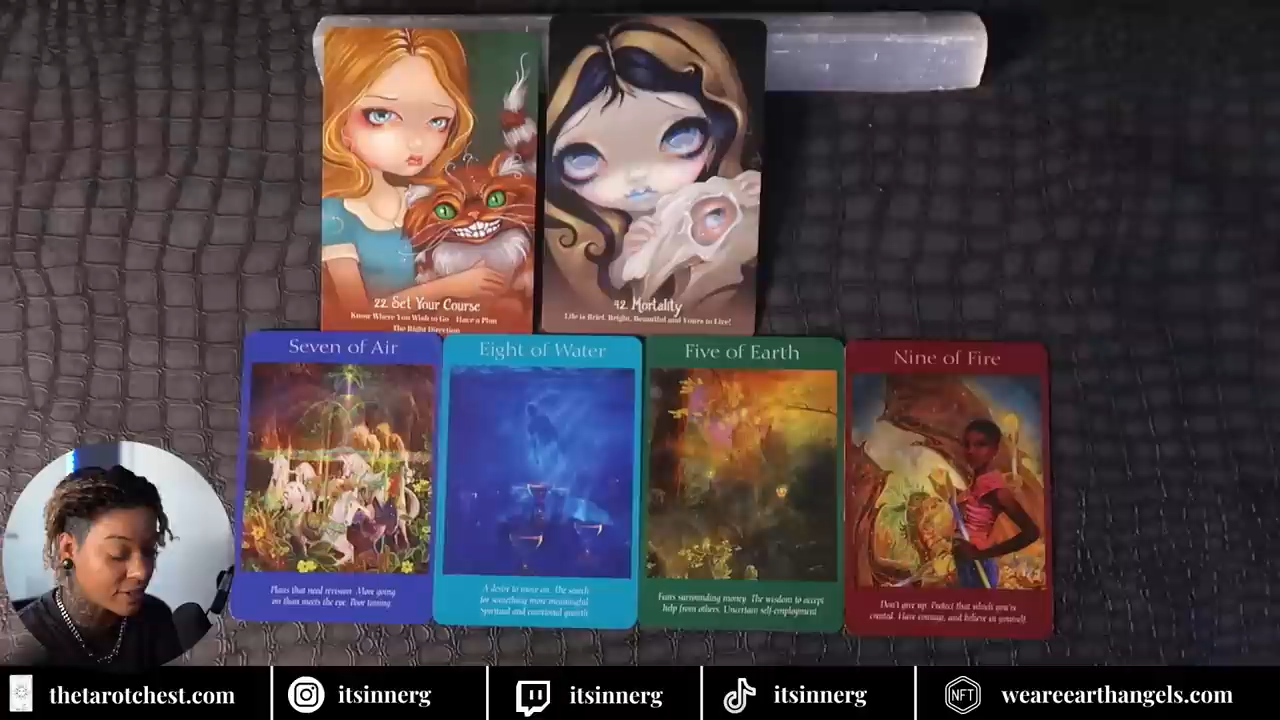 22. Set Your Course
Know Where You Wish to Go Have a Plan
The Right Direction
42. Mortality
Life is Brief, Bright, Beautiful and Yours to Live!
Seven of Air
Plans that need revision. More going
on than meets the eye. Poor timing.
Eight of Water
A desire to move on. The search
for something more meaningful.
Spiritual and emotional growth.
Five of Earth
Fears surrounding money. The wisdom to accept
help from others. Uncertain self-employment.
Nine of Fire
Don't give up. Protect that which you've
created. Have courage, and believe in yourself.
thetarotchest.com
itsinnerg
itsinnerg
itsinnerg
NFT
weareearthangels.com